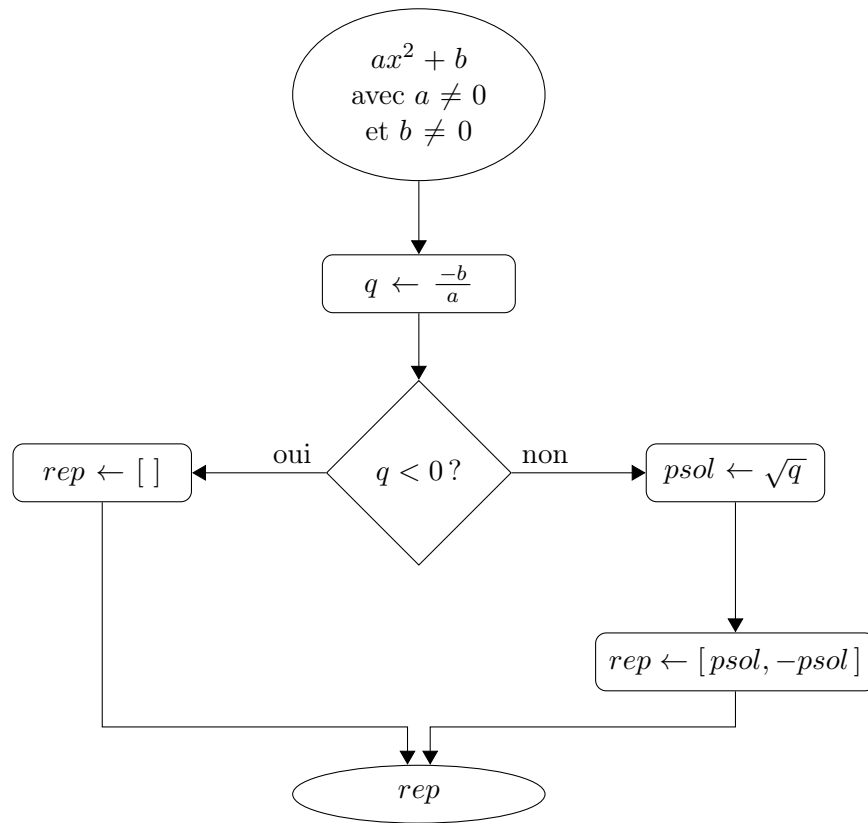 ax² + b
avec a ≠ 0
et b ≠ 0
q ← −b/a
oui
q < 0 ?
non
rep ← [ ]
psol ← √q
rep ← [ psol, −psol ]
rep